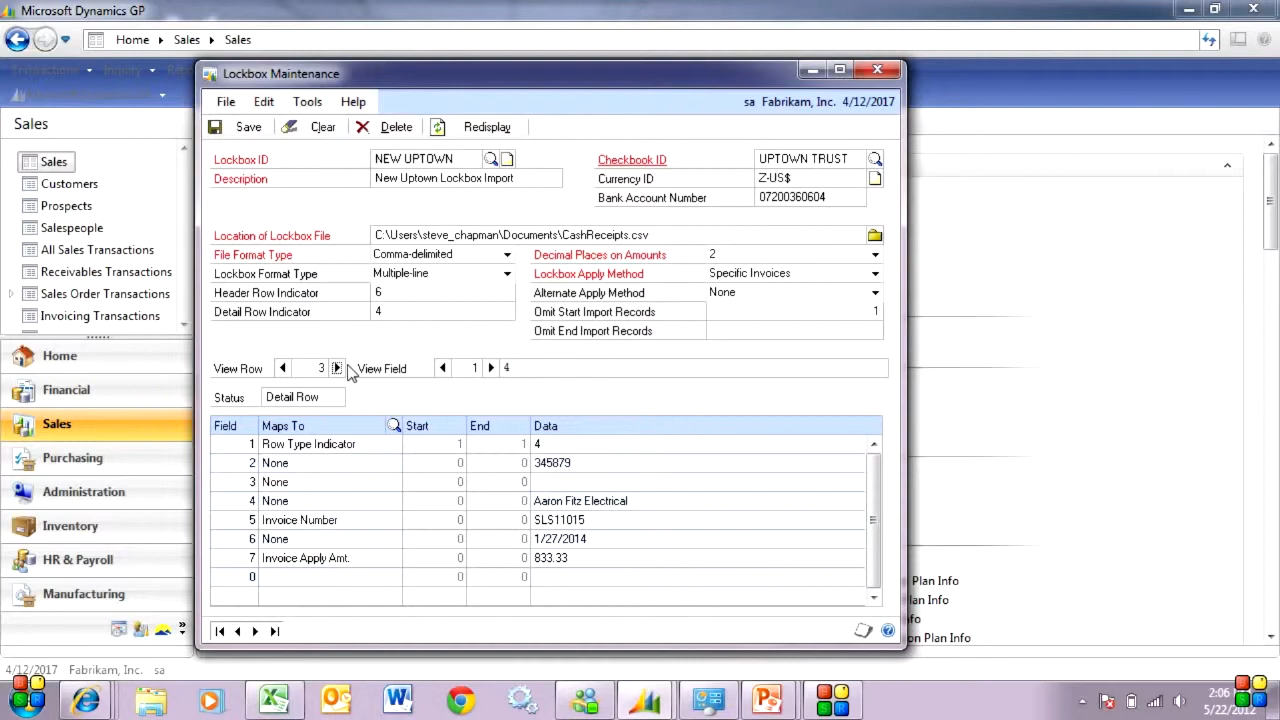 Microsoft Dynamics GP
Home Sales Sales
Sales
Sales
Customers
Prospects
Salespeople
All Sales Transactions
Receivables Transactions
Sales Order Transactions
Invoicing Transactions
Home
Financial
Sales
Purchasing
Administration
Inventory
HR & Payroll
Manufacturing
4/12/2017 Fabrikam, Inc. sa
Lockbox Maintenance
File Edit Tools Help sa Fabrikam, Inc. 4/12/2017
Save Clear Delete Redisplay
Lockbox ID NEW UPTOWN Checkbook ID UPTOWN TRUST
Description New Uptown Lockbox Import Currency ID Z-US$
Bank Account Number 07200360604
Location of Lockbox File C:\Users\steve_chapman\Documents\CashReceipts.csv
File Format Type Comma-delimited Decimal Places on Amounts 2
Lockbox Format Type Multiple-line Lockbox Apply Method Specific Invoices
Header Row Indicator 6 Alternate Apply Method None
Detail Row Indicator 4 Omit Start Import Records 1
Omit End Import Records
View Row 3 View Field 1 4
Status Detail Row
Field Maps To Start End Data
1 Row Type Indicator 1 1 4
2 None 0 0 345879
3 None 0 0
4 None 0 0 Aaron Fitz Electrical
5 Invoice Number 0 0 SLS11015
6 None 0 0 1/27/2014
7 Invoice Apply Amt. 0 0 833.33
0 0 0
Plan Info
Plan Info
Plan Info
2:06
5/22/2012